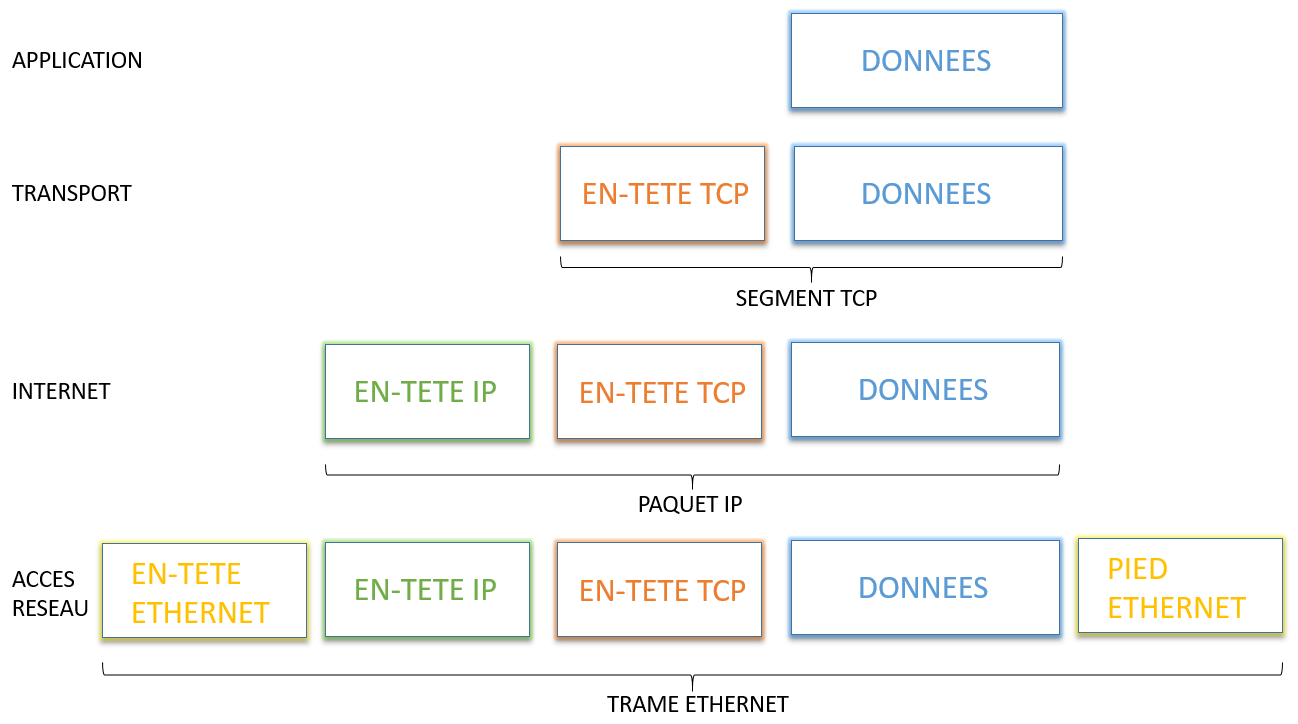 APPLICATION
DONNEES
TRANSPORT
EN-TETE TCP
DONNEES
SEGMENT TCP
INTERNET
EN-TETE IP
EN-TETE TCP
DONNEES
PAQUET IP
ACCES
RESEAU
EN-TETE
ETHERNET
EN-TETE IP
EN-TETE TCP
DONNEES
PIED
ETHERNET
TRAME ETHERNET